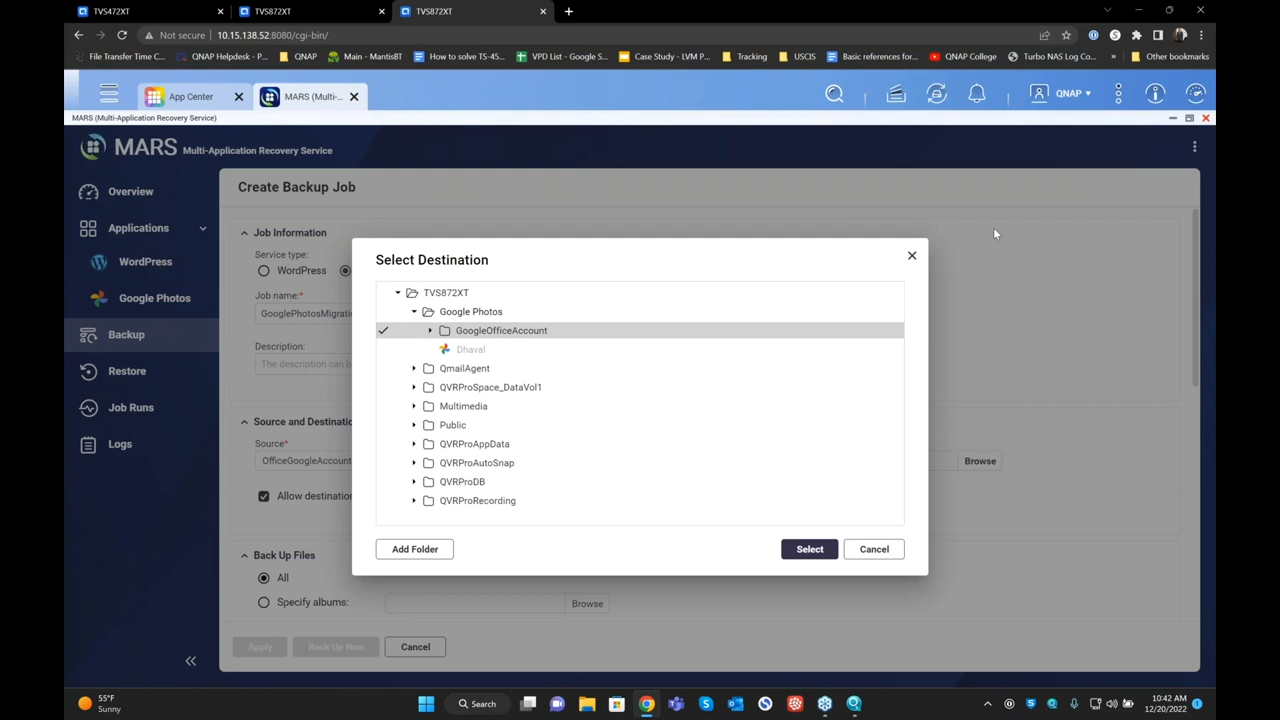 TVS472XT
TVS872XT
TVS872XT
Not secure
10.15.138.52:8080/cgi-bin/
File Transfer Time C...
QNAP Helpdesk - P...
QNAP
Main - MantisBT
How to solve TS-45...
VPD List - Google S...
Case Study - LVM P...
Tracking
USCIS
Basic references for...
QNAP College
Turbo NAS Log Co...
»
Other bookmarks
App Center
MARS (Multi-...
QNAP
MARS (Multi-Application Recovery Service)
MARS Multi-Application Recovery Service
Overview
Applications
WordPress
Google Photos
Backup
Restore
Job Runs
Logs
Create Backup Job
Job Information
Service type:
WordPress
Job name:*
GooglePhotosMigrati
Description:
The description can b
Source and Destinatio
Source*
OfficeGoogleAccount
Browse
Allow destination
Back Up Files
All
Specify albums:
Browse
Apply
Back Up Now
Cancel
Select Destination
TVS872XT
Google Photos
GoogleOfficeAccount
Dhaval
QmailAgent
QVRProSpace_DataVol1
Multimedia
Public
QVRProAppData
QVRProAutoSnap
QVRProDB
QVRProRecording
Add Folder
Select
Cancel
55°F
Sunny
Search
10:42 AM
12/20/2022